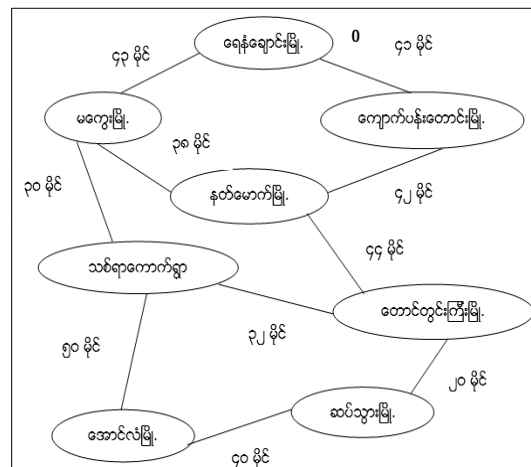 ရေနံချောင်းမြို့.
0
၄၃ မိုင်
၄၁ မိုင်
မကွေးမြို့.
ကျောက်ပန်းတောင်းမြို့.
၃၈ မိုင်
၃၀ မိုင်
နတ်မောက်မြို့.
၄၂ မိုင်
၄၄ မိုင်
သစ်ရာကောက်ရွာ
တောင်တွင်းကြီးမြို့.
၃၂ မိုင်
၅၀ မိုင်
၂၀ မိုင်
ဆပ်သွားမြို့.
အောင်လံမြို့.
၄၀ မိုင်